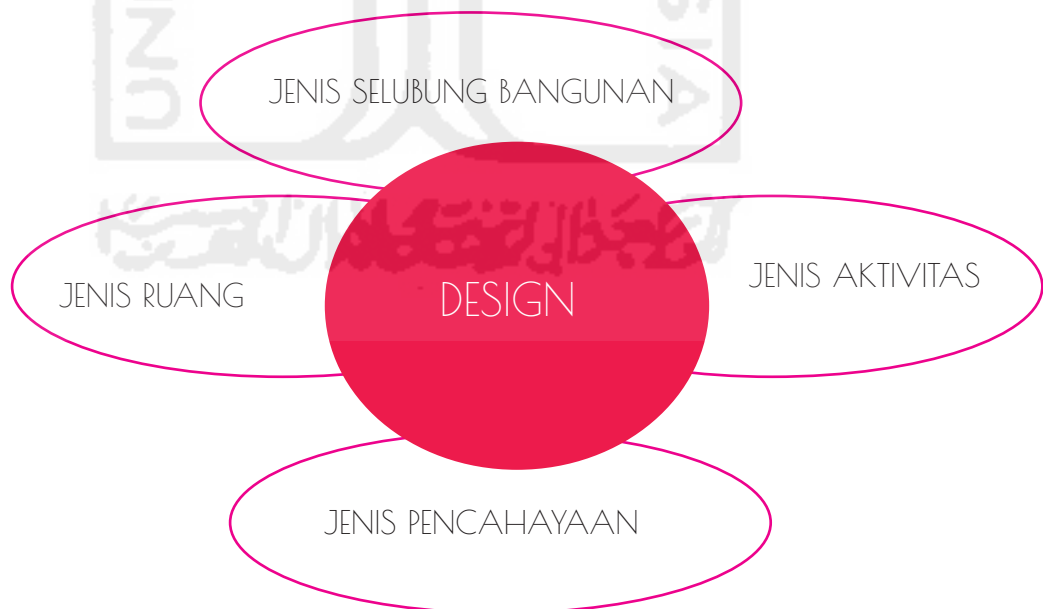 JENIS SELUBUNG BANGUNAN
JENIS RUANG
DESIGN
JENIS AKTIVITAS
JENIS PENCAHAYAAN